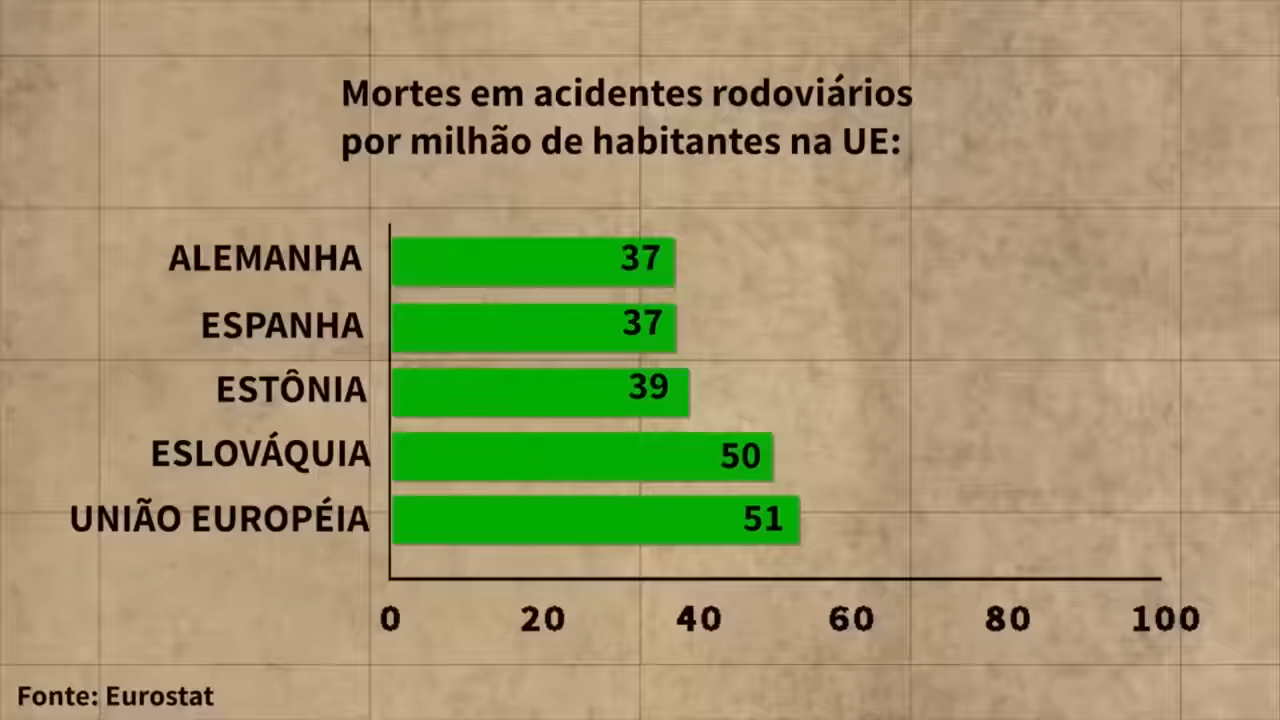 Mortes em acidentes rodoviários
por milhão de habitantes na UE:
ALEMANHA 37
ESPANHA 37
ESTÔNIA 39
ESLOVÁQUIA 50
UNIÃO EUROPÉIA 51
0 20 40 60 80 100
Fonte: Eurostat